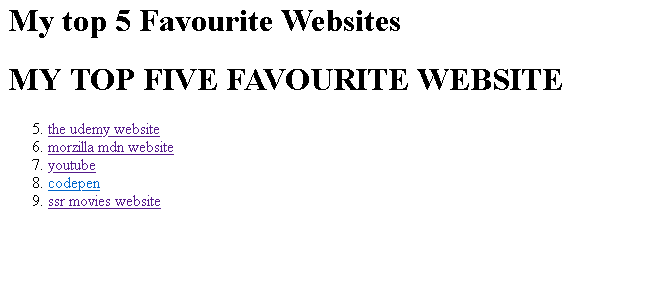 My top 5 Favourite Websites
MY TOP FIVE FAVOURITE WEBSITE
5. the udemy website
6. morzilla mdn website
7. youtube
8. codepen
9. ssr movies website